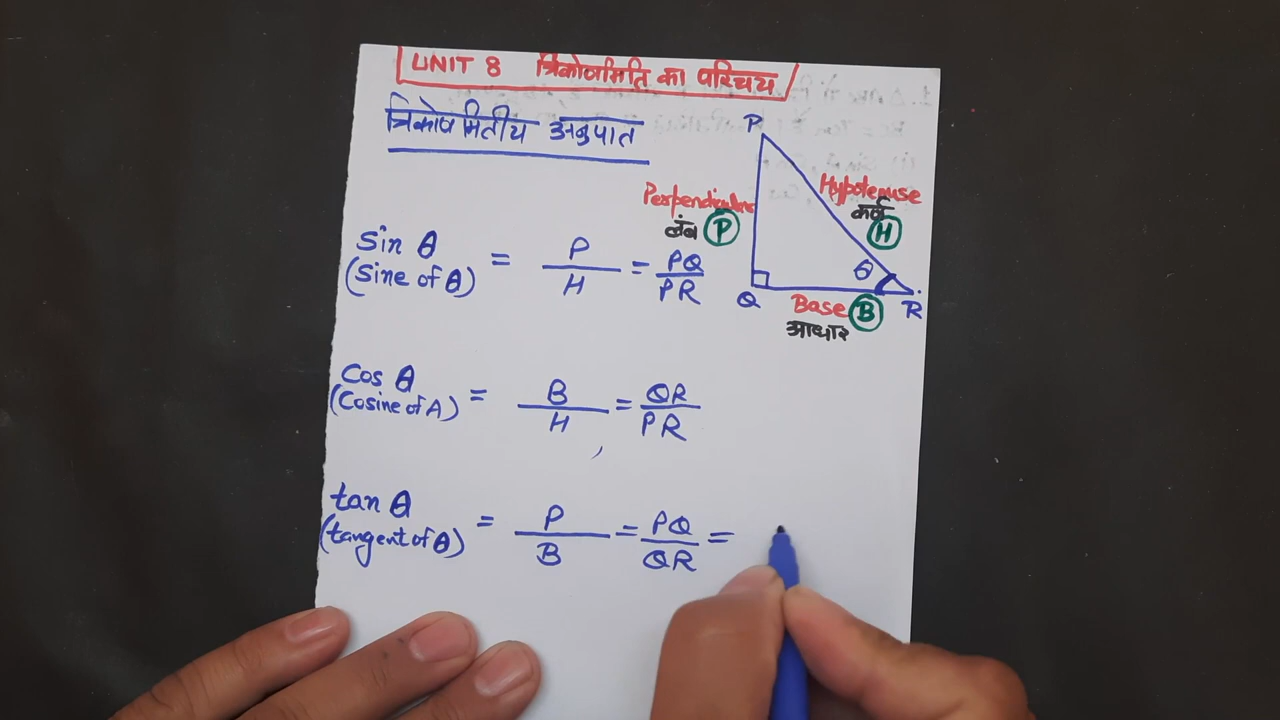 UNIT 8 त्रिकोणमिति का परिचय
त्रिकोणमितीय अनुपात
P
Perpendicular
लंब P
Hypotenuse
कर्ण
H
θ
Q
R
Base B
आधार
sin θ
(Sine of θ) = P/H = PQ/PR
Cos θ
(Cosine of A) = B/H = QR/PR
,
tan θ
(tangent of θ) = P/B = PQ/QR =